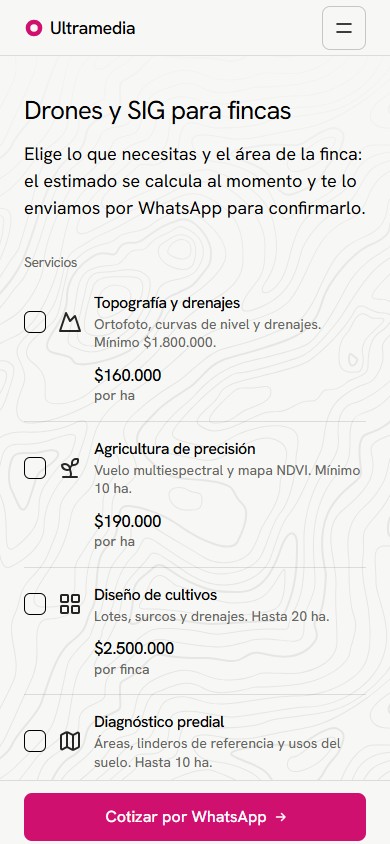 Ultramedia
Drones y SIG para fincas
Elige lo que necesitas y el área de la finca:
el estimado se calcula al momento y te lo
enviamos por WhatsApp para confirmarlo.
Servicios
Topografía y drenajes
Ortofoto, curvas de nivel y drenajes.
Mínimo $1.800.000.
$160.000
por ha
Agricultura de precisión
Vuelo multiespectral y mapa NDVI. Mínimo
10 ha.
$190.000
por ha
Diseño de cultivos
Lotes, surcos y drenajes. Hasta 20 ha.
$2.500.000
por finca
Diagnóstico predial
Áreas, linderos de referencia y usos del
suelo. Hasta 10 ha.
Cotizar por WhatsApp →